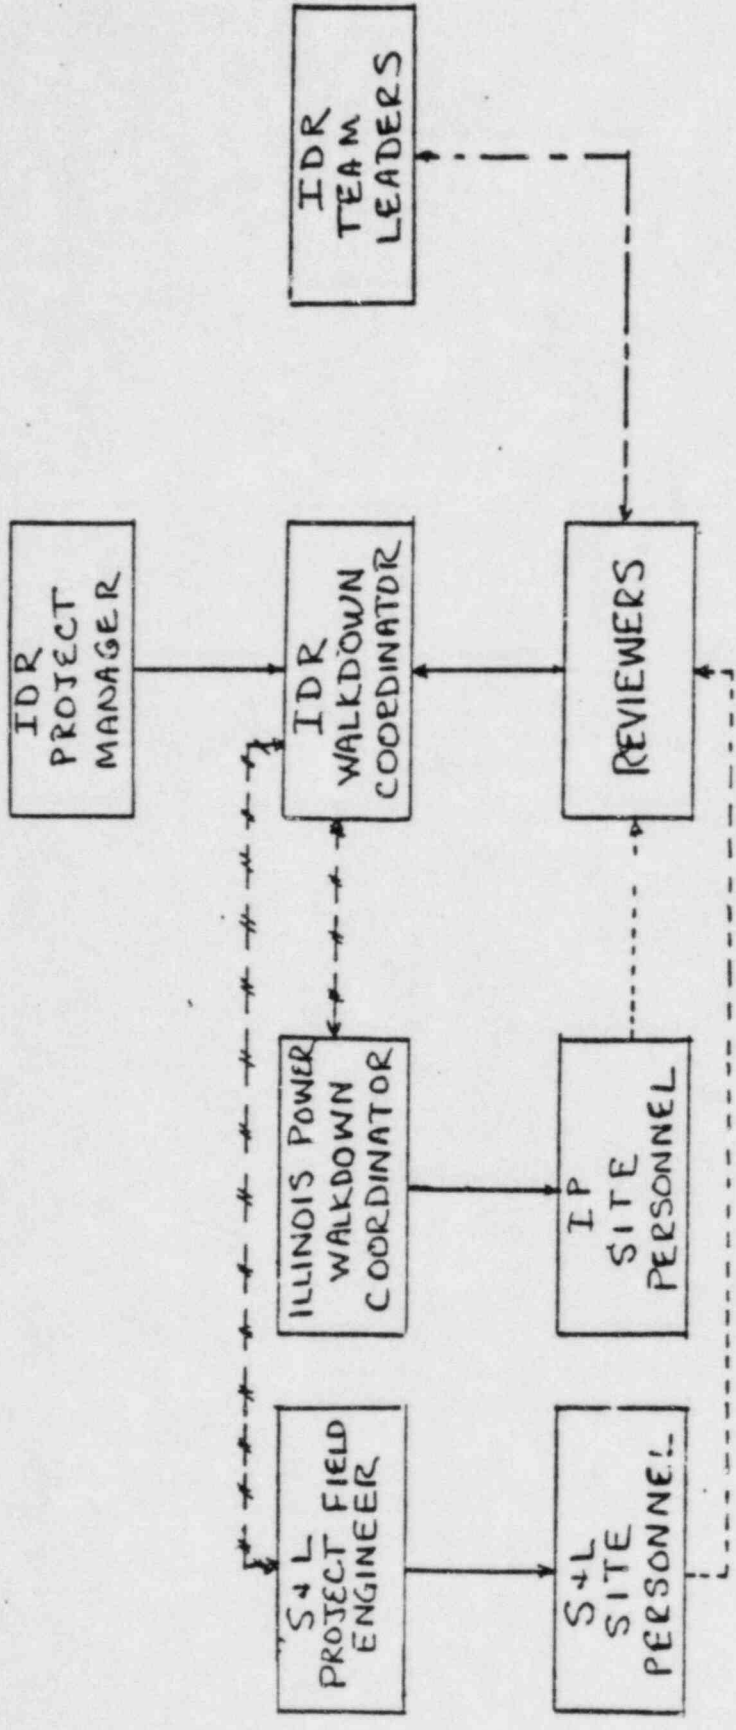 IDR
PROJECT
MANAGER
S&L
PROJECT FIELD
ENGINEER
ILLINOIS POWER
WALKDOWN
COORDINATOR
IDR
WALKDOWN
COORDINATOR
IDR
TEAM
LEADERS
S&L
SITE
PERSONNEL
IP
SITE
PERSONNEL
REVIEWERS